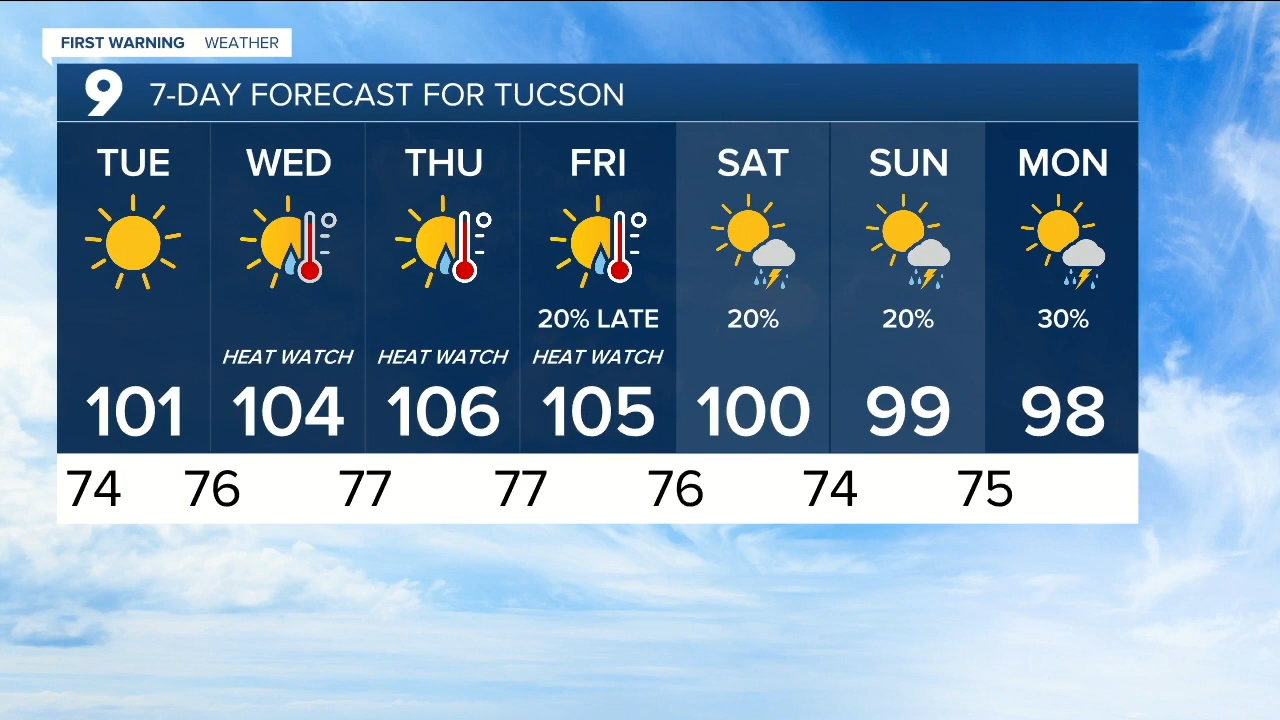 FIRST WARNING WEATHER
9 7-DAY FORECAST FOR TUCSON
TUE WED THU FRI SAT SUN MON
20% LATE 20% 20% 30%
HEAT WATCH HEAT WATCH HEAT WATCH
101 104 106 105 100 99 98
74 76 77 77 76 74 75